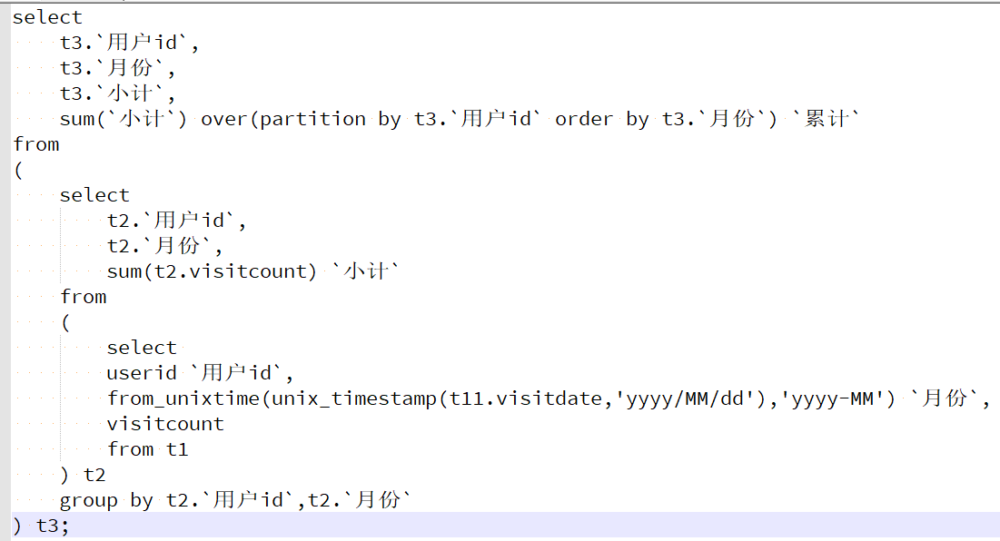 select
    t3.`用户id`,
    t3.`月份`,
    t3.`小计`,
    sum(`小计`) over(partition by t3.`用户id` order by t3.`月份`) `累计`
from
(
    select
        t2.`用户id`,
        t2.`月份`,
        sum(t2.visitcount) `小计`
    from
    (
        select
        userid `用户id`,
        from_unixtime(unix_timestamp(t11.visitdate,'yyyy/MM/dd'),'yyyy-MM') `月份`,
        visitcount
        from t1
    ) t2
    group by t2.`用户id`,t2.`月份`
) t3;